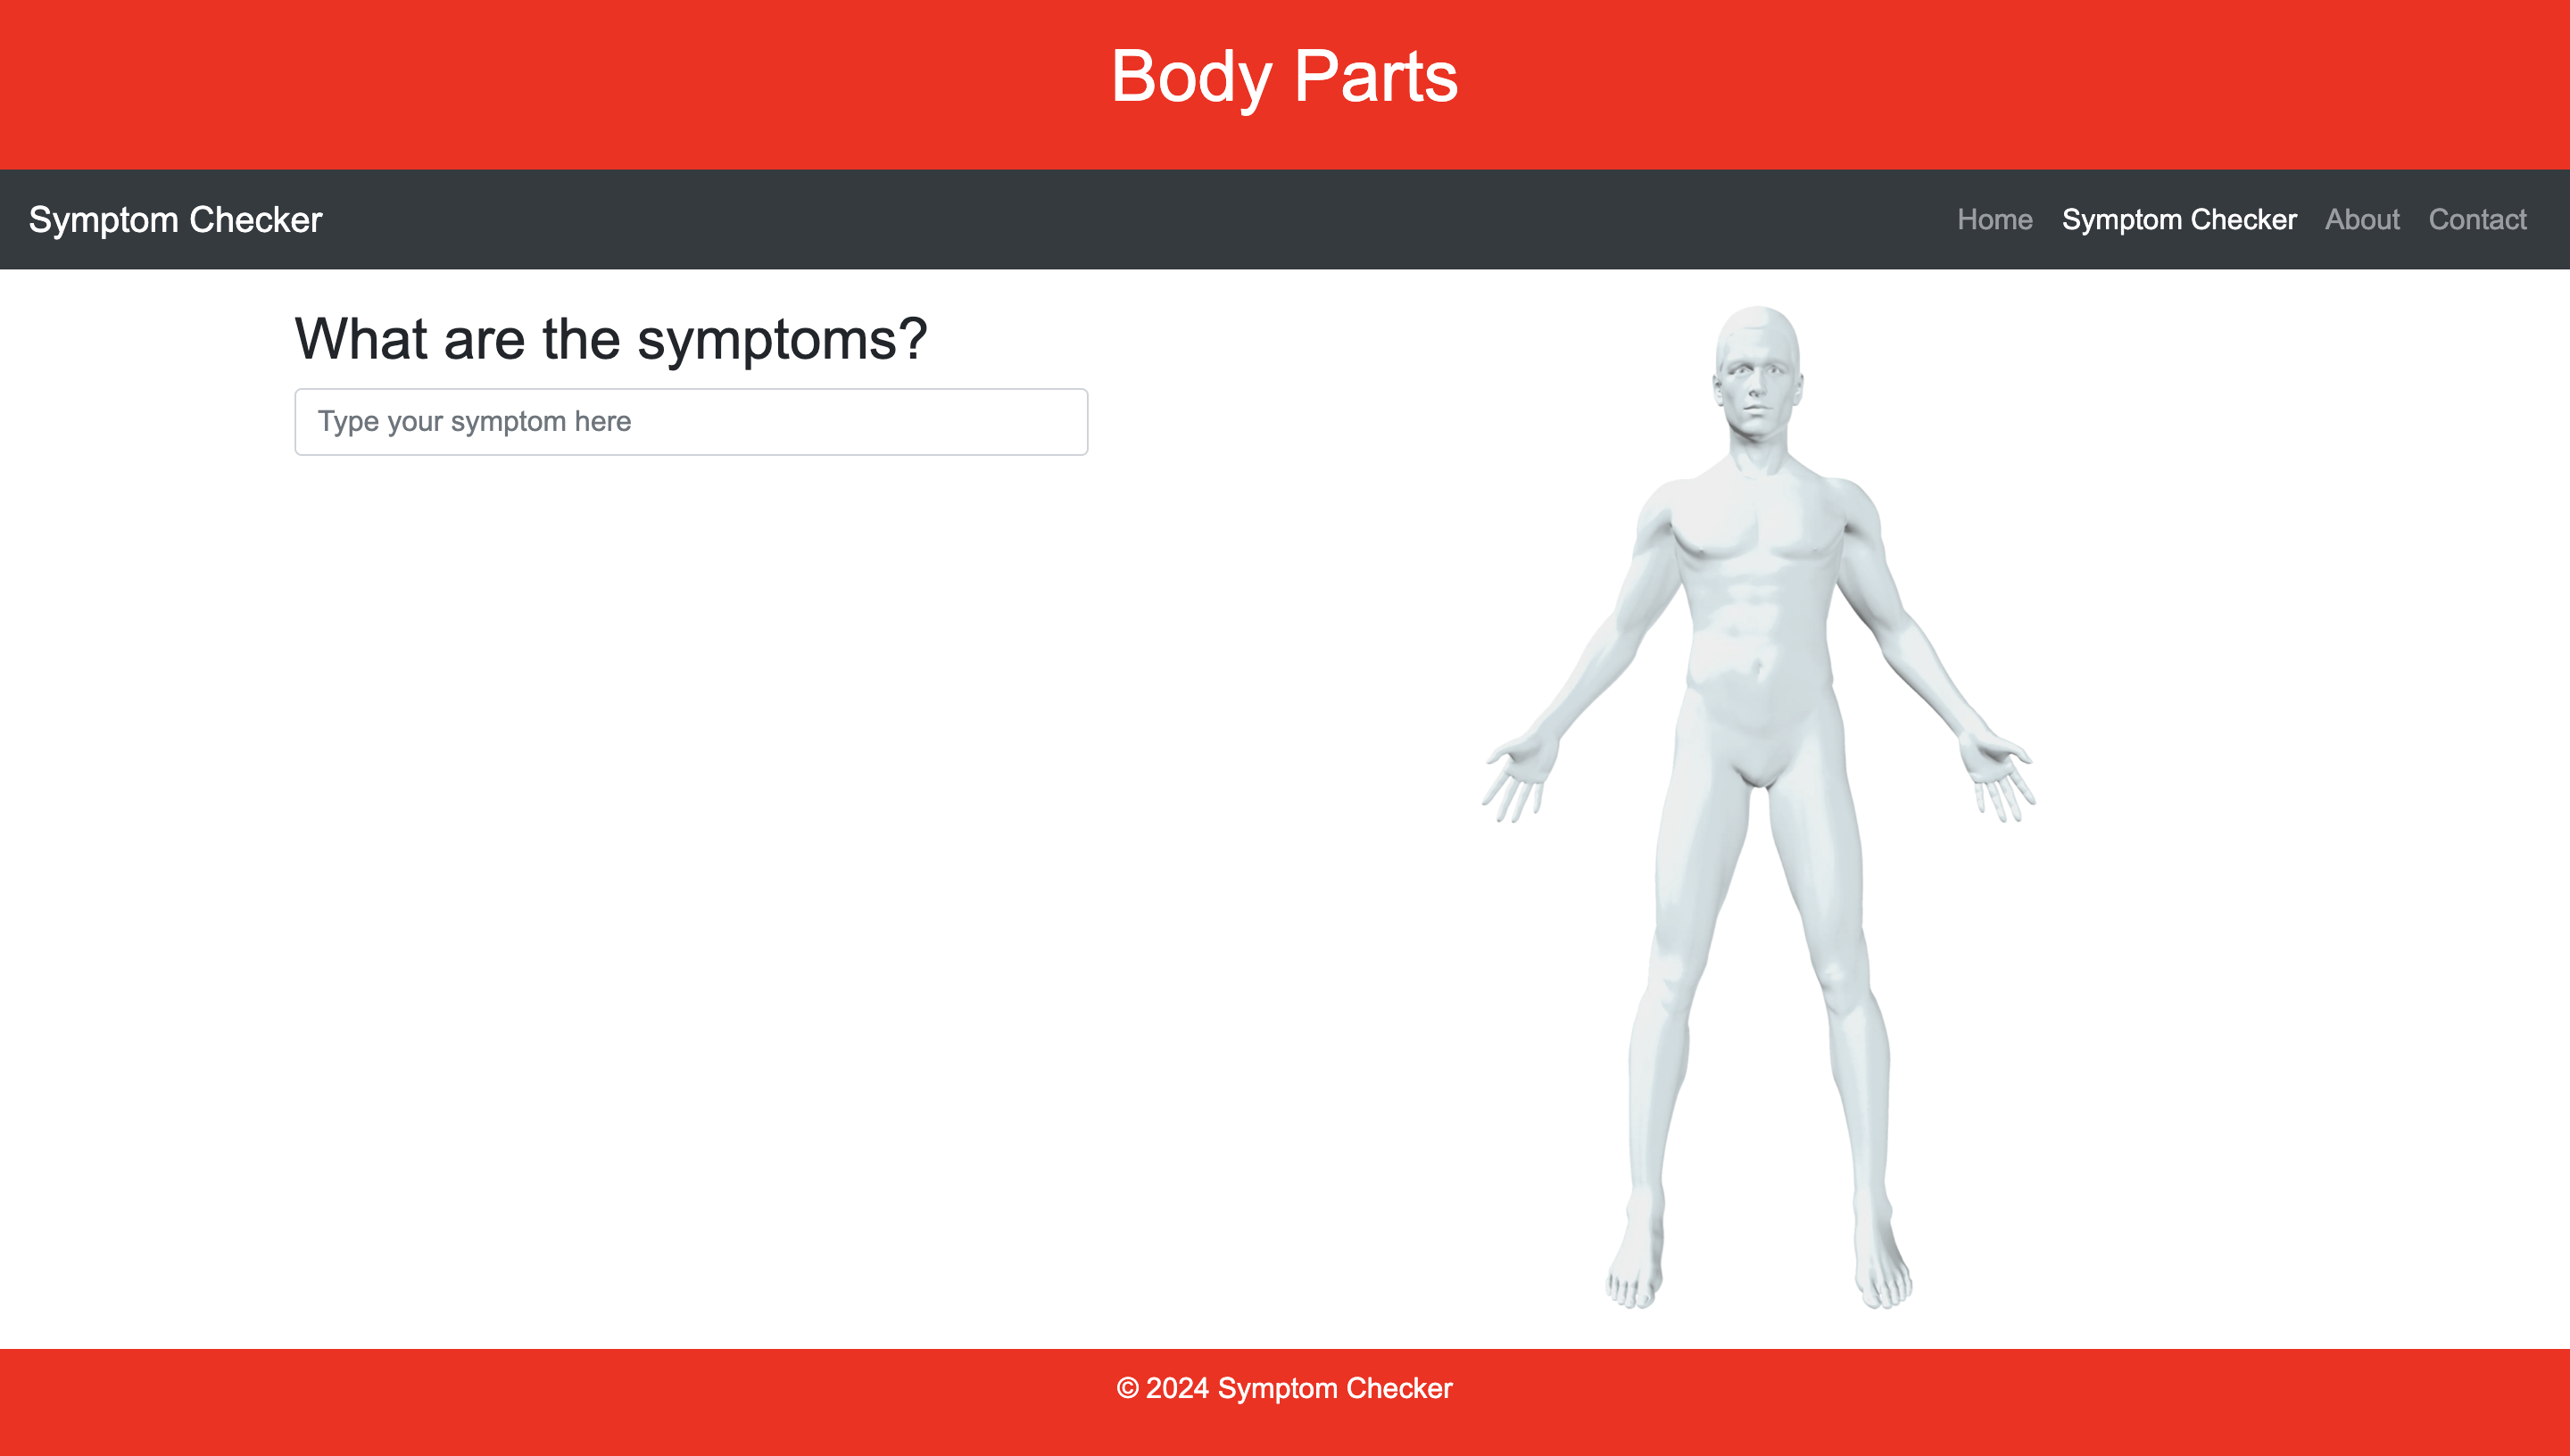 Body Parts
Symptom Checker
Home Symptom Checker About Contact
What are the symptoms?
Type your symptom here
© 2024 Symptom Checker